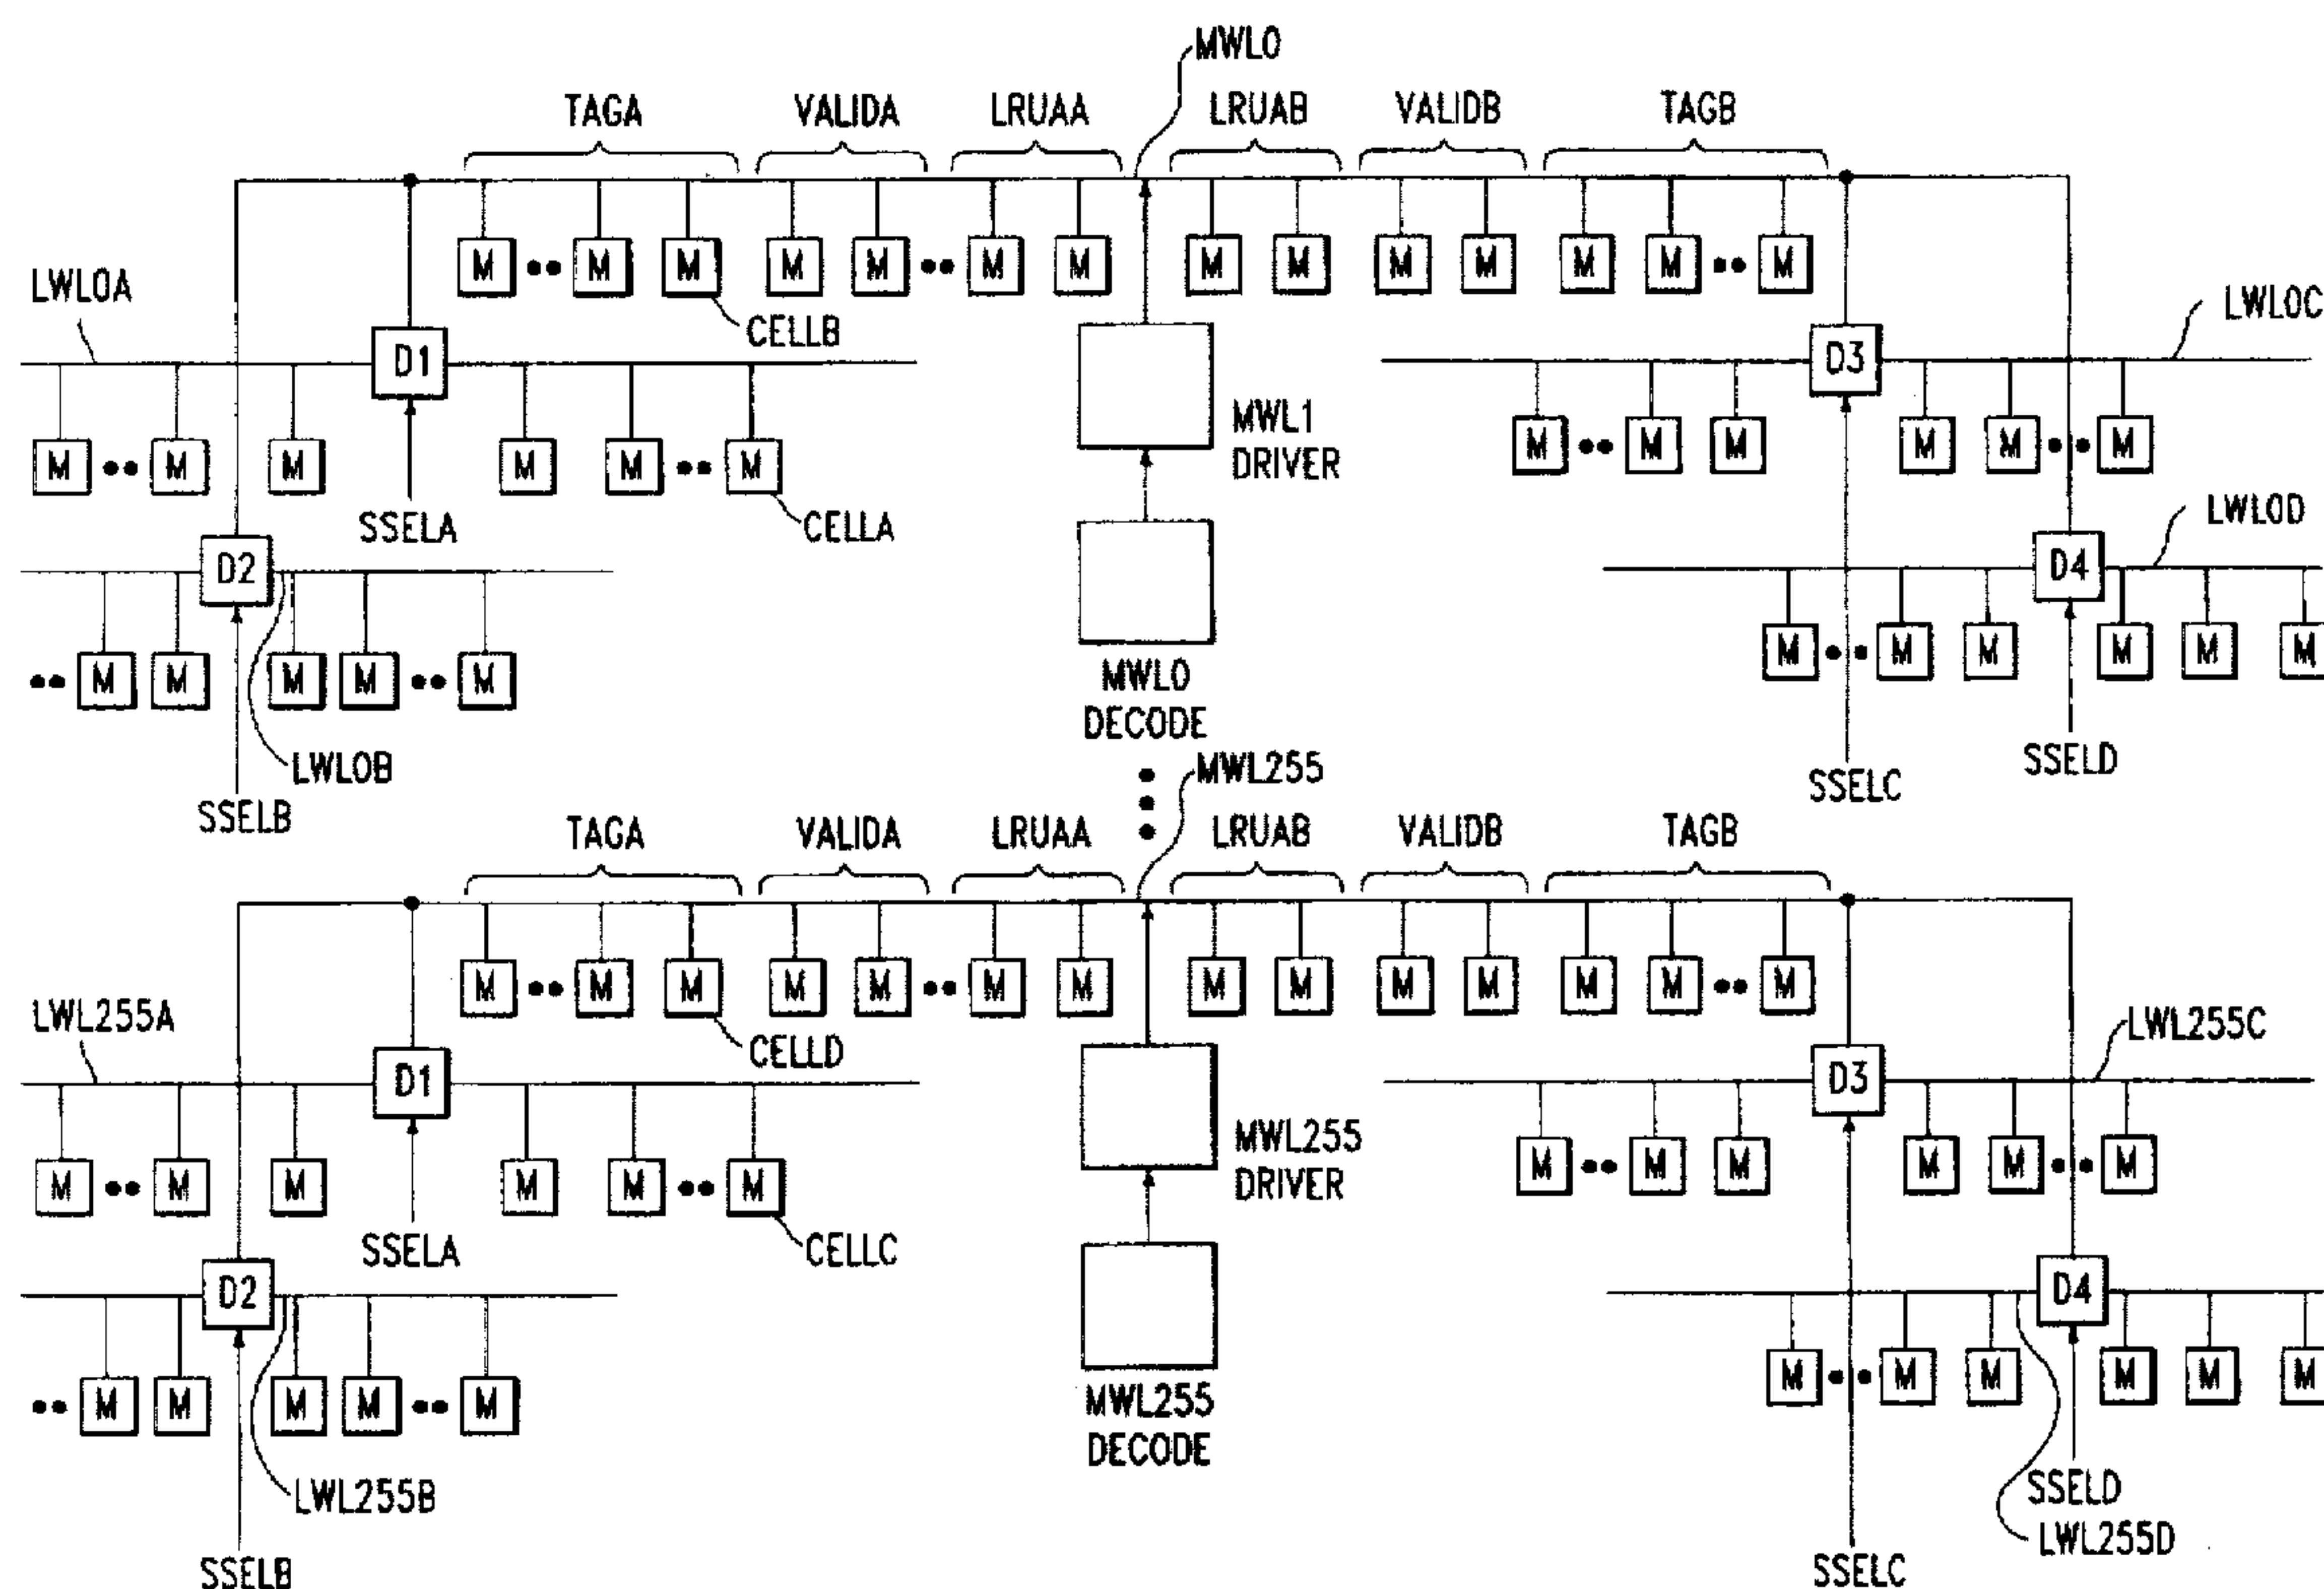 MWL0
TAGA VALIDA LRUAA LRUAB VALIDB TAGB
M M M M M M M M M M M M M M
LWL0A CELLB LWL0C
D1 D3
MWL1
DRIVER
M M M M M M M M M M M M
SSELA CELLA LWL0D
D2 D4
M M M M M M M M M M M
MWL0
DECODE
LWL0B MWL255 SSELD
SSELB SSELC
TAGA VALIDA LRUAA LRUAB VALIDB TAGB
M M M M M M M M M M M M M M
LWL255A CELLD LWL255C
D1 D3
MWL255
DRIVER
M M M M M M M M M M M M
SSELA CELLC
D2 D4
M M M M M M M M M M M
MWL255
DECODE
LWL255B SSELD
LWL255D
SSELB SSELC